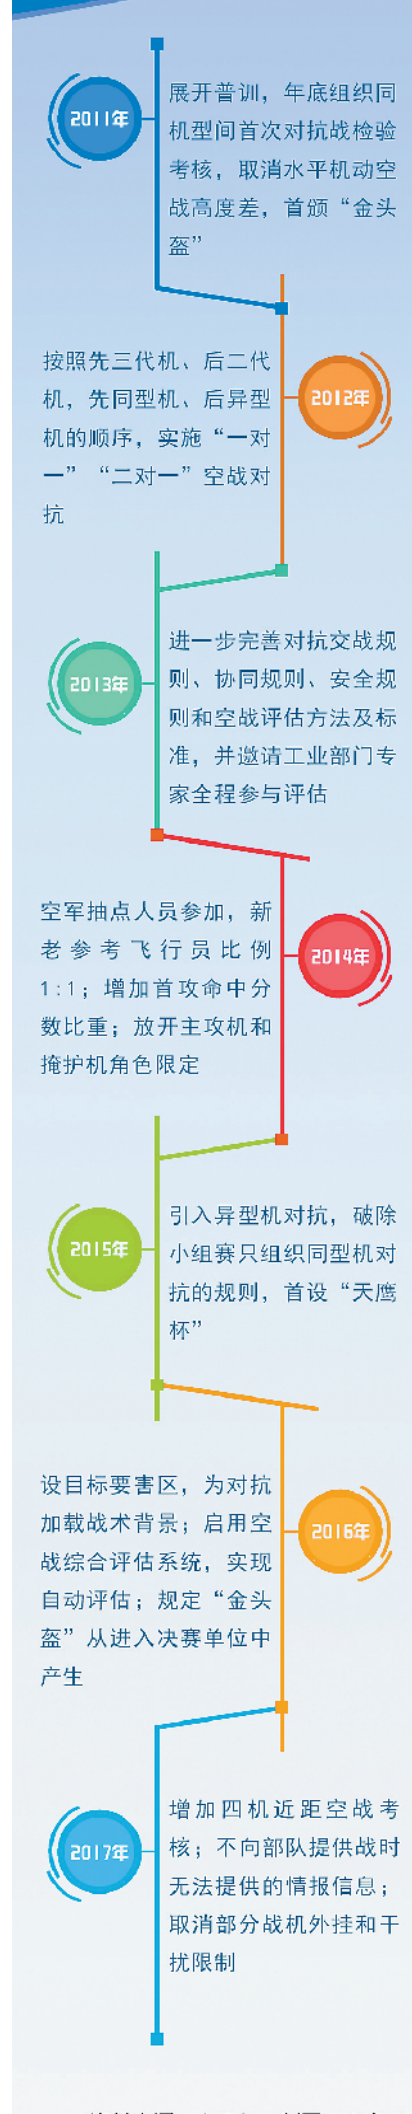 2011年
展开普训，年底组织同
机型间首次对抗战检验
考核，取消水平机动空
战高度差，首颁“金头
盔”
2012年
按照先三代机、后二代
机，先同型机、后异型
机的顺序，实施“一对
一”“二对一”空战对
抗
2013年
进一步完善对抗交战规
则、协同规则、安全规
则和空战评估方法及标
准，并邀请工业部门专
家全程参与评估
2014年
空军抽点人员参加，新
老参考飞行员比例
1:1；增加首攻命中分
数比重；放开主攻机和
掩护机角色限定
2015年
引入异型机对抗，破除
小组赛只组织同型机对
抗的规则，首设“天鹰
杯”
2016年
设目标要害区，为对抗
加载战术背景；启用空
战综合评估系统，实现
自动评估；规定“金头
盔”从进入决赛单位中
产生
2017年
增加四机近距空战考
核；不向部队提供战时
无法提供的情报信息；
取消部分战机外挂和干
扰限制